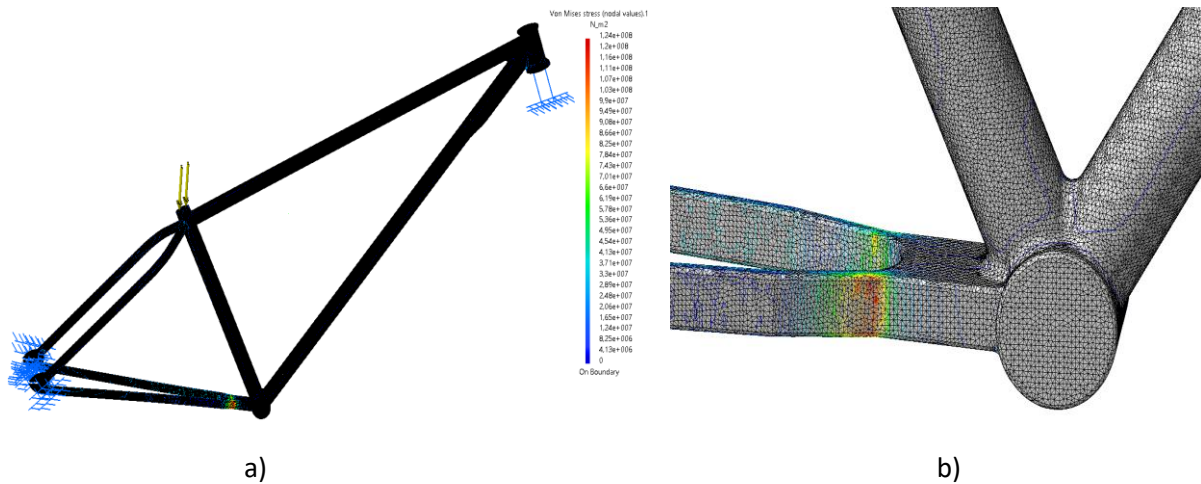 Von Mises stress (nodal values).1
N_m2
1,24e+008
1,2e+008
1,16e+008
1,11e+008
1,07e+008
1,03e+008
9,9e+007
9,49e+007
9,08e+007
8,66e+007
8,25e+007
7,84e+007
7,43e+007
7,01e+007
6,6e+007
6,19e+007
5,78e+007
5,36e+007
4,95e+007
4,54e+007
4,13e+007
3,71e+007
3,3e+007
2,89e+007
2,48e+007
2,06e+007
1,65e+007
1,24e+007
8,25e+006
4,13e+006
0
On Boundary
a)
b)